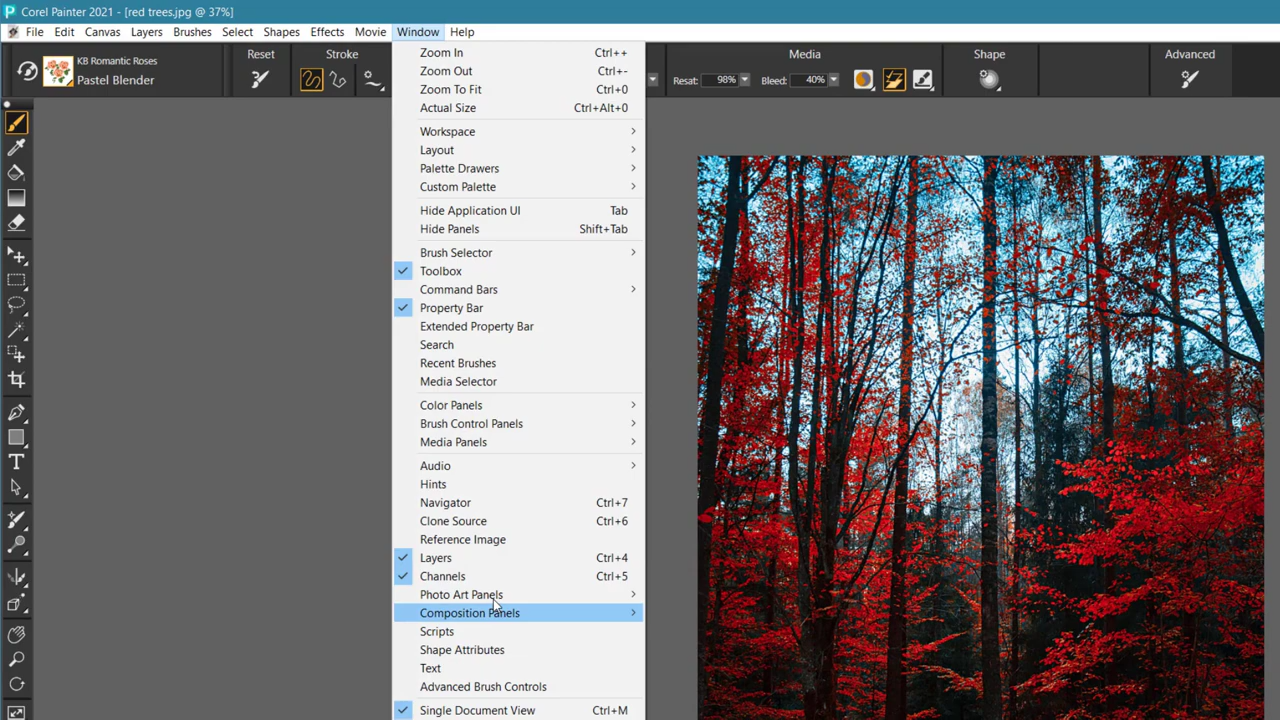 Corel Painter 2021 - [red trees.jpg @ 37%]
File Edit Canvas Layers Brushes Select Shapes Effects Movie Window Help
KB Romantic Roses
Pastel Blender
Reset
Stroke
Media
Resat: 98% Bleed: 40%
Shape
Advanced
Zoom In Ctrl++
Zoom Out Ctrl+-
Zoom To Fit Ctrl+0
Actual Size Ctrl+Alt+0
Workspace
Layout
Palette Drawers
Custom Palette
Hide Application UI Tab
Hide Panels Shift+Tab
Brush Selector
Toolbox
Command Bars
Property Bar
Extended Property Bar
Search
Recent Brushes
Media Selector
Color Panels
Brush Control Panels
Media Panels
Audio
Hints
Navigator Ctrl+7
Clone Source Ctrl+6
Reference Image
Layers Ctrl+4
Channels Ctrl+5
Photo Art Panels
Composition Panels
Scripts
Shape Attributes
Text
Advanced Brush Controls
Single Document View Ctrl+M